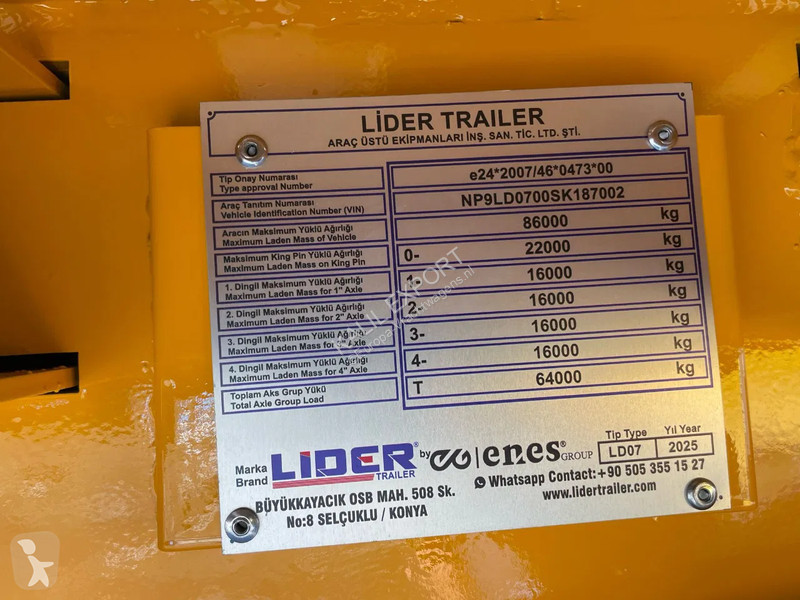 LİDER TRAILER
ARAÇ ÜSTÜ EKİPMANLARI İNŞ. SAN. TİC. LTD. ŞTİ.
Tip Onay Numarası
Type approval Number
e24*2007/46*0473*00
Araç Tanıtım Numarası
Vehicle Identification Number (VIN)
NP9LD0700SK187002
Aracın Maksimum Yüklü Ağırlığı
Maximum Laden Mass of Vehicle
86000 kg
Maksimum King Pin Yüklü Ağırlığı
Maximum Laden Mass on King Pin
0- 22000 kg
1. Dingil Maksimum Yüklü Ağırlığı
Maximum Laden Mass for 1" Axle
1- 16000 kg
2. Dingil Maksimum Yüklü Ağırlığı
Maximum Laden Mass for 2" Axle
2- 16000 kg
3. Dingil Maksimum Yüklü Ağırlığı
Maximum Laden Mass for 3" Axle
3- 16000 kg
4. Dingil Maksimum Yüklü Ağırlığı
Maximum Laden Mass for 4" Axle
4- 16000 kg
Toplam Aks Grup Yükü
Total Axle Group Load
T 64000 kg
Marka
Brand
LİDER®
TRAILER
by enes® GROUP
Tip Type Yıl Year
LD07 2025
Whatsapp Contact:+90 505 355 15 27
www.lidertrailer.com
BÜYÜKKAYACIK OSB MAH. 508 Sk.
No:8 SELÇUKLU / KONYA